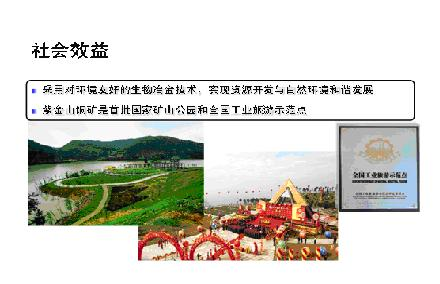 社会效益
采用对环境友好的生物冶金技术，实现资源开发与自然环境和谐发展
紫金山铜矿是首批国家矿山公园和全国工业旅游示范点
全国工业旅游示范点